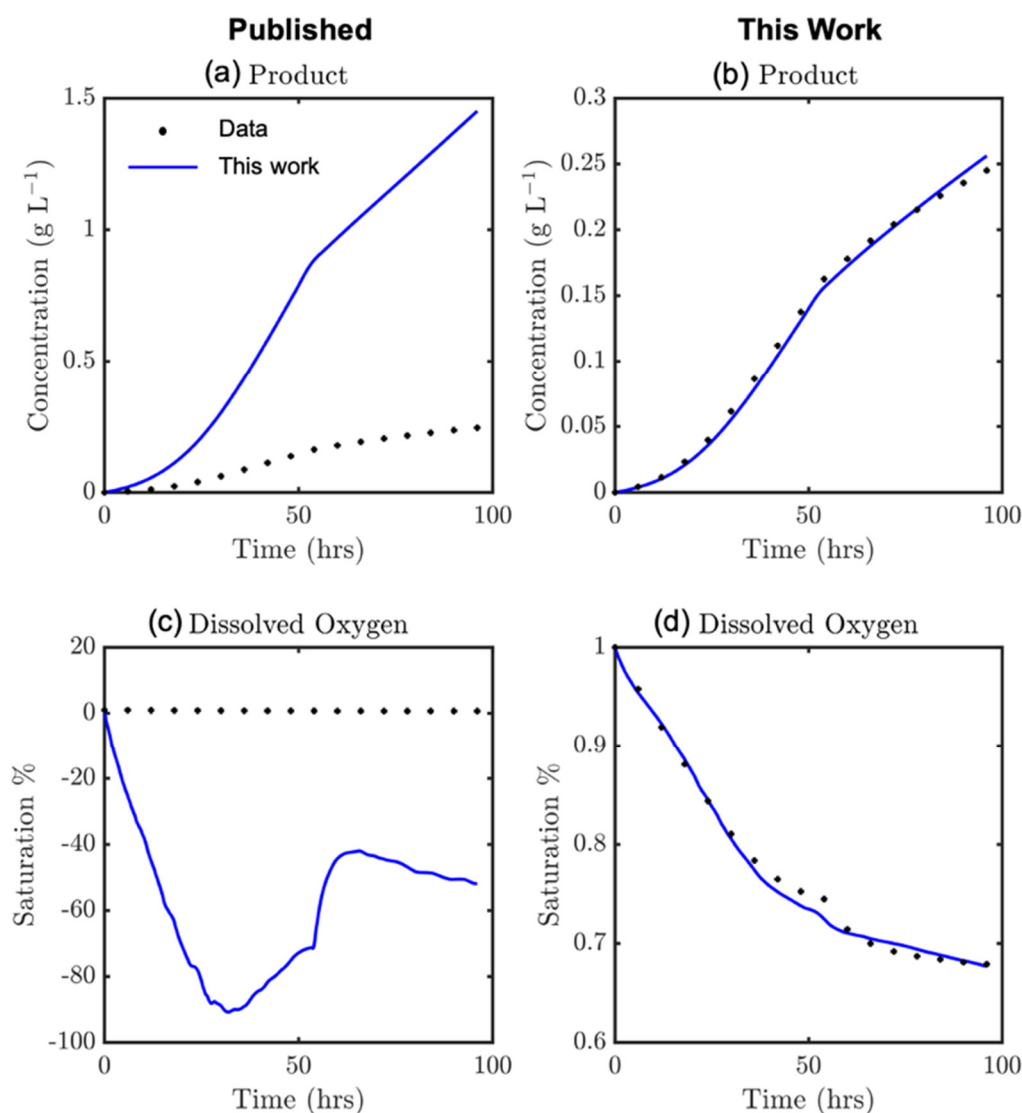 Published
This Work
(a) Product
(b) Product
Concentration (g L⁻¹)
1.5
1
0.5
0
Data
This work
0
50
100
Time (hrs)
Concentration (g L⁻¹)
0.3
0.25
0.2
0.15
0.1
0.05
0
0
50
100
Time (hrs)
(c) Dissolved Oxygen
(d) Dissolved Oxygen
Saturation %
20
0
-20
-40
-60
-80
-100
0
50
100
Time (hrs)
Saturation %
1
0.9
0.8
0.7
0.6
0
50
100
Time (hrs)